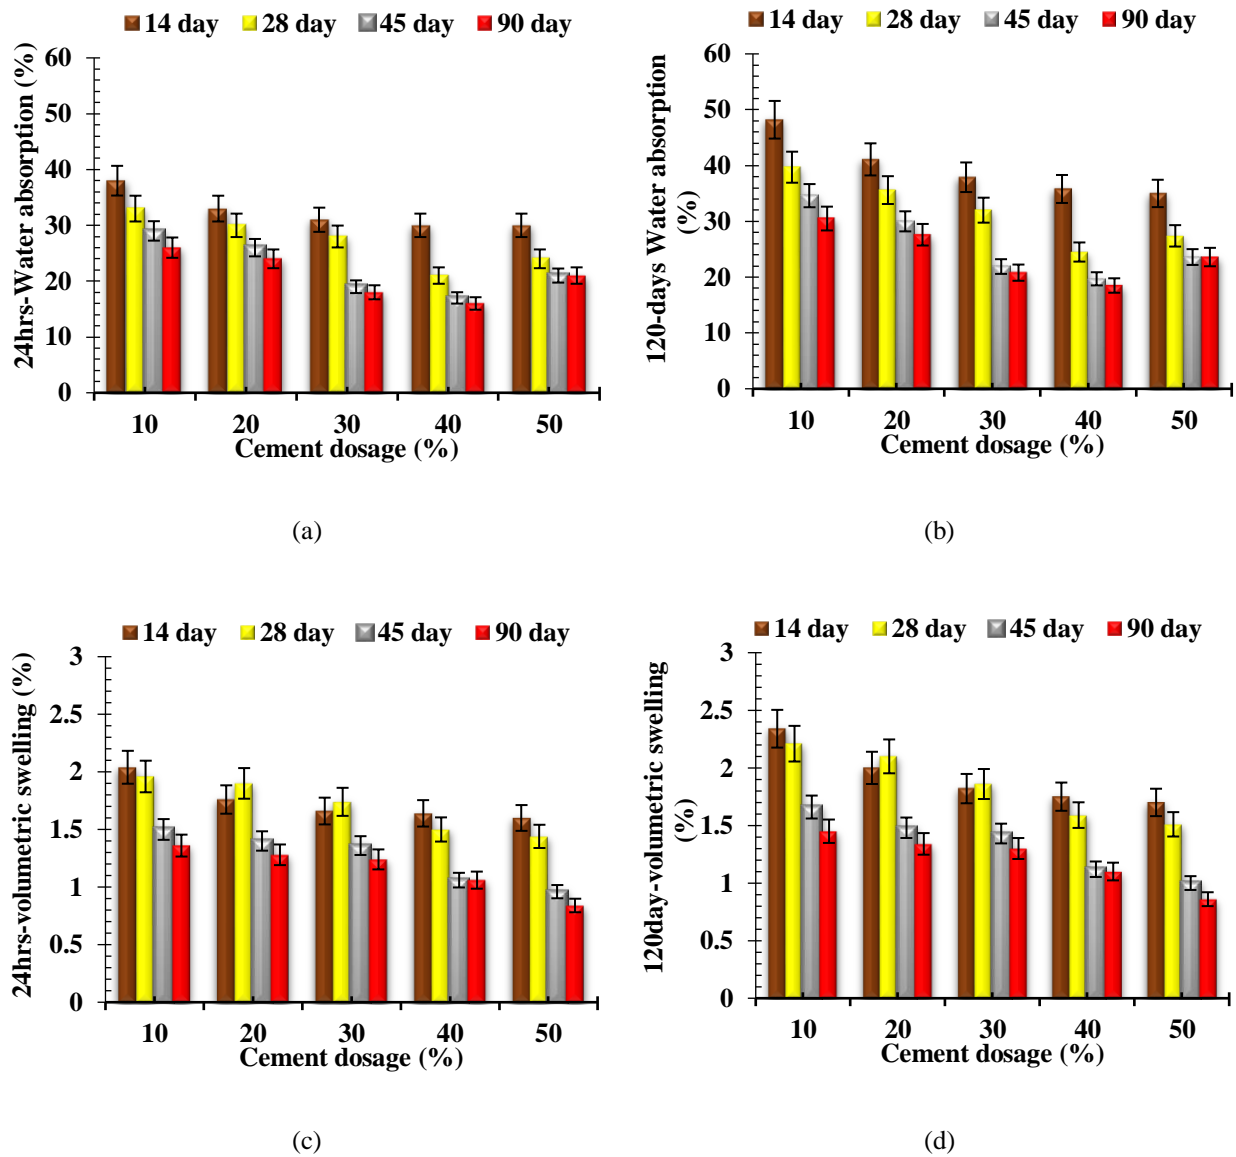 14 day 28 day 45 day 90 day
24hrs-Water absorption (%)
60
50
40
30
20
10
0
10 20 30 40 50
Cement dosage (%)
(a)
14 day 28 day 45 day 90 day
120-days Water absorption
(%)
60
50
40
30
20
10
0
10 20 30 40 50
Cement dosage (%)
(b)
14 day 28 day 45 day 90 day
24hrs-volumetric swelling (%)
3
2.5
2
1.5
1
0.5
0
10 20 30 40 50
Cement dosage (%)
(c)
14 day 28 day 45 day 90 day
120day-volumetric swelling
(%)
3
2.5
2
1.5
1
0.5
0
10 20 30 40 50
Cement dosage (%)
(d)